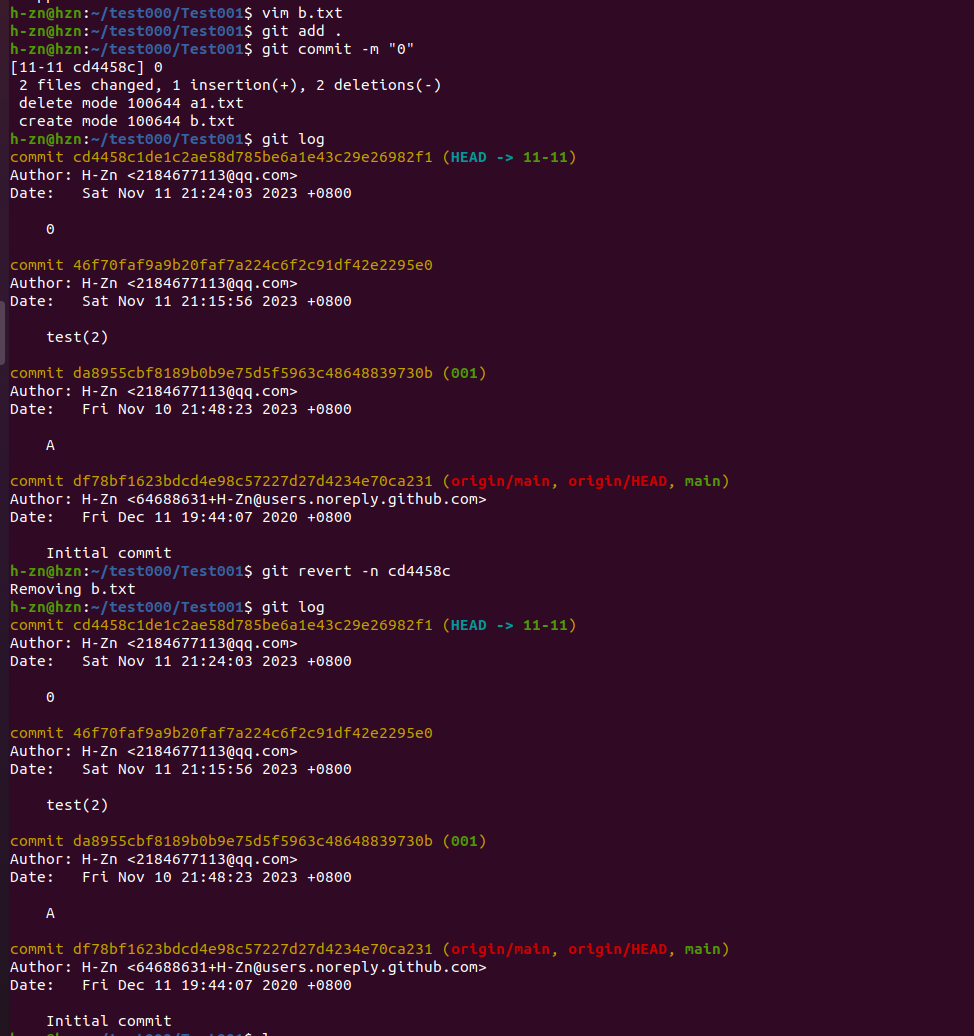 h-zn@hzn:~/test000/Test001$ vim b.txt
h-zn@hzn:~/test000/Test001$ git add .
h-zn@hzn:~/test000/Test001$ git commit -m "0"
[11-11 cd4458c] 0
 2 files changed, 1 insertion(+), 2 deletions(-)
 delete mode 100644 a1.txt
 create mode 100644 b.txt
h-zn@hzn:~/test000/Test001$ git log
commit cd4458c1de1c2ae58d785be6a1e43c29e26982f1 (HEAD -> 11-11)
Author: H-Zn <2184677113@qq.com>
Date:   Sat Nov 11 21:24:03 2023 +0800

    0

commit 46f70faf9a9b20faf7a224c6f2c91df42e2295e0
Author: H-Zn <2184677113@qq.com>
Date:   Sat Nov 11 21:15:56 2023 +0800

    test(2)

commit da8955cbf8189b0b9e75d5f5963c48648839730b (001)
Author: H-Zn <2184677113@qq.com>
Date:   Fri Nov 10 21:48:23 2023 +0800

    A

commit df78bf1623bdcd4e98c57227d27d4234e70ca231 (origin/main, origin/HEAD, main)
Author: H-Zn <64688631+H-Zn@users.noreply.github.com>
Date:   Fri Dec 11 19:44:07 2020 +0800

    Initial commit
h-zn@hzn:~/test000/Test001$ git revert -n cd4458c
Removing b.txt
h-zn@hzn:~/test000/Test001$ git log
commit cd4458c1de1c2ae58d785be6a1e43c29e26982f1 (HEAD -> 11-11)
Author: H-Zn <2184677113@qq.com>
Date:   Sat Nov 11 21:24:03 2023 +0800

    0

commit 46f70faf9a9b20faf7a224c6f2c91df42e2295e0
Author: H-Zn <2184677113@qq.com>
Date:   Sat Nov 11 21:15:56 2023 +0800

    test(2)

commit da8955cbf8189b0b9e75d5f5963c48648839730b (001)
Author: H-Zn <2184677113@qq.com>
Date:   Fri Nov 10 21:48:23 2023 +0800

    A

commit df78bf1623bdcd4e98c57227d27d4234e70ca231 (origin/main, origin/HEAD, main)
Author: H-Zn <64688631+H-Zn@users.noreply.github.com>
Date:   Fri Dec 11 19:44:07 2020 +0800

    Initial commit